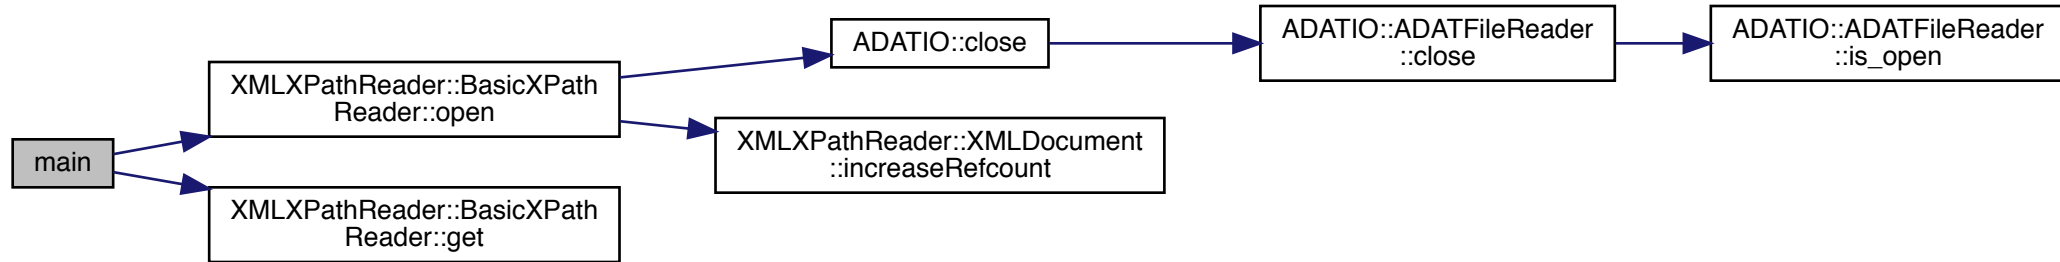 main
XMLXPathReader::BasicXPath
Reader::open
XMLXPathReader::BasicXPath
Reader::get
ADATIO::close
XMLXPathReader::XMLDocument
::increaseRefcount
ADATIO::ADATFileReader
::close
ADATIO::ADATFileReader
::is_open